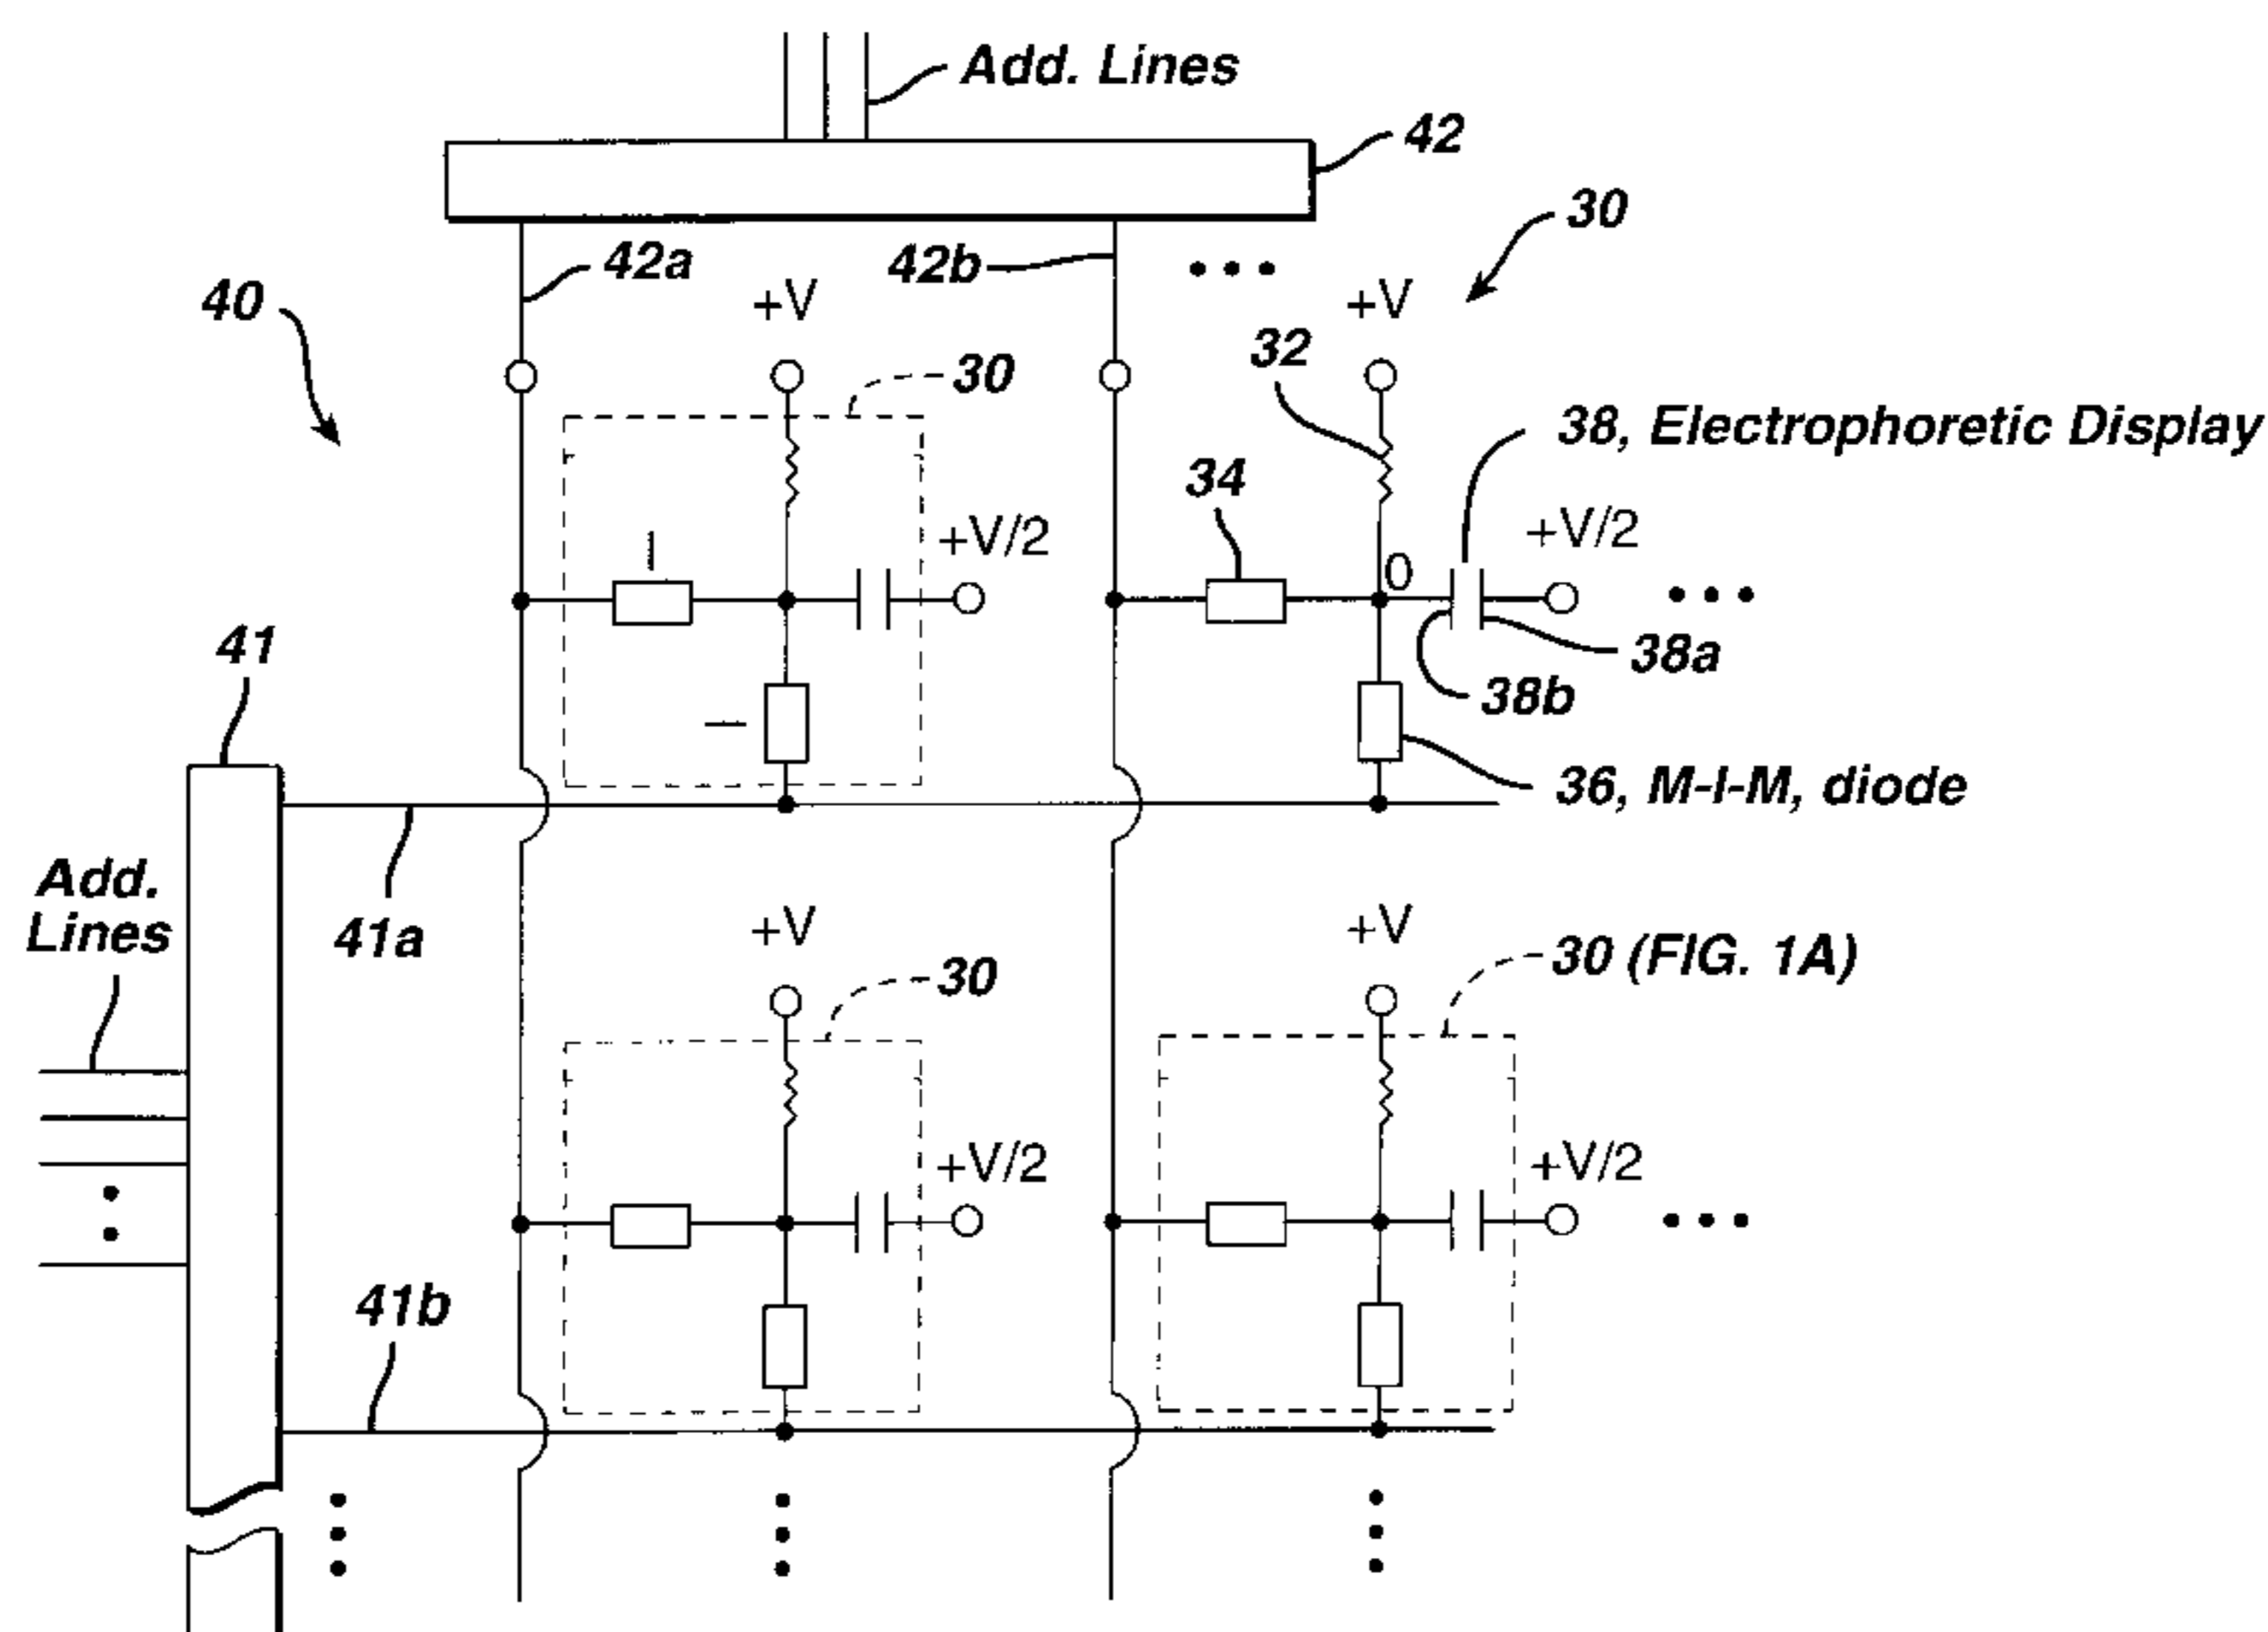 Add. Lines
42
30
42a
42b
40
+V
+V
32
30
38, Electrophoretic Display
34
+V/2
+V/2
0
38a
41
38b
36, M-I-M, diode
Add.
Lines
41a
+V
+V
30 (FIG. 1A)
30
+V/2
+V/2
41b